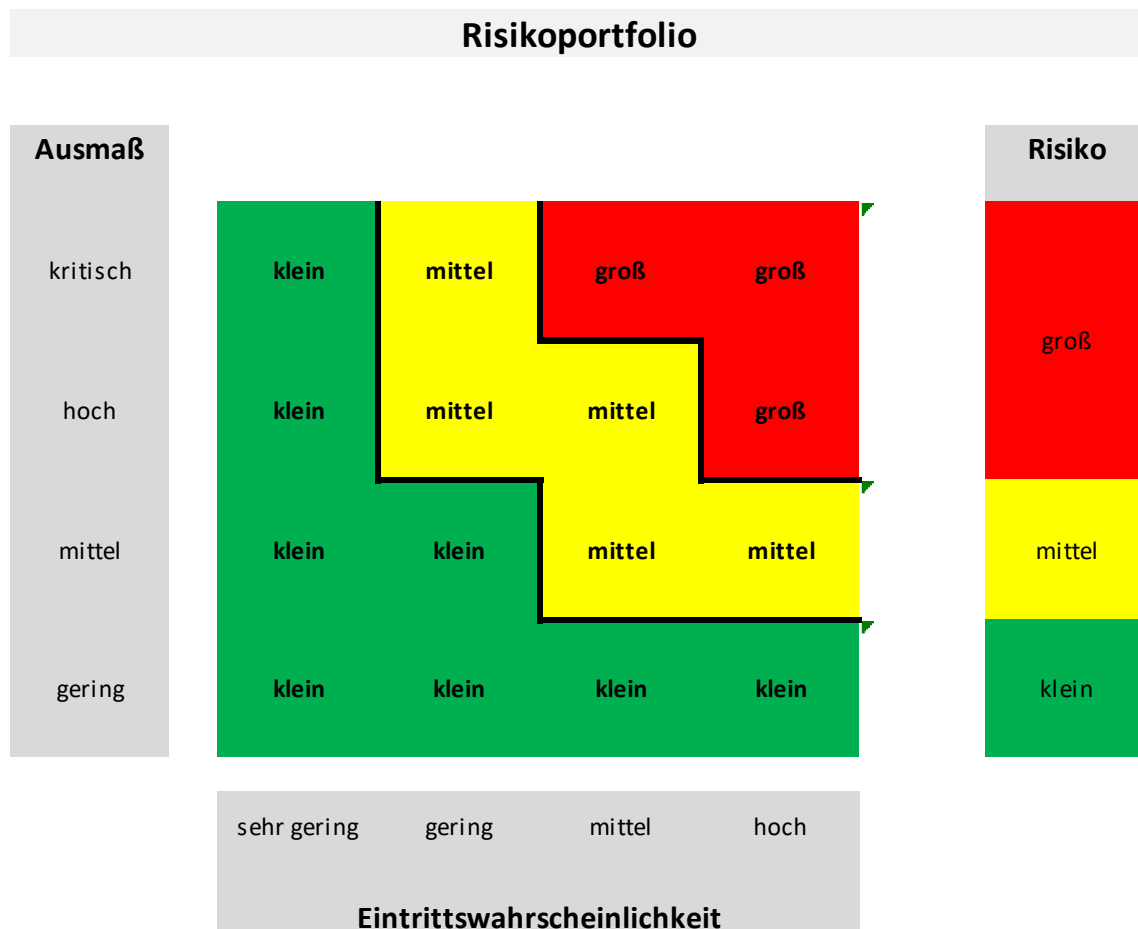 Risikoportfolio
Ausmaß Risiko
kritisch klein mittel groß groß
groß
hoch klein mittel mittel groß
mittel klein klein mittel mittel mittel
gering klein klein klein klein klein
sehr gering gering mittel hoch
Eintrittswahrscheinlichkeit